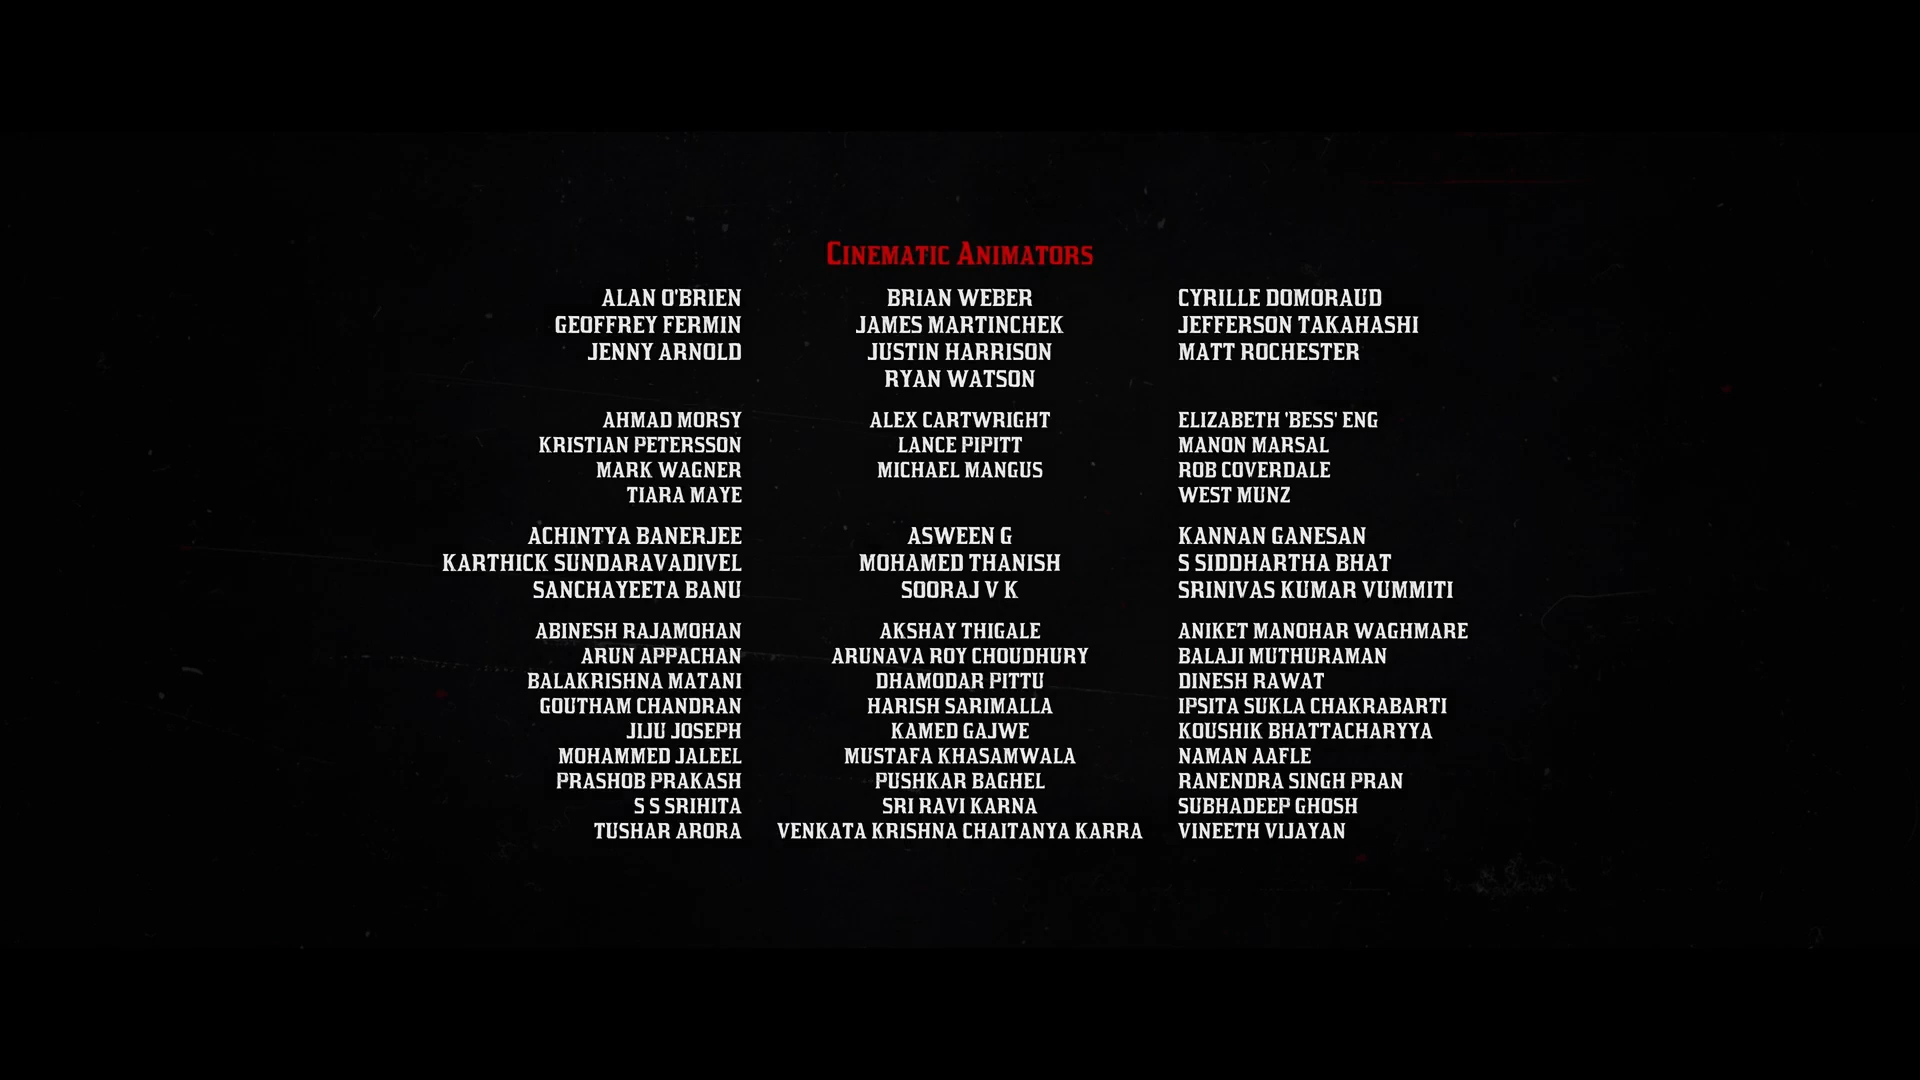 Cinematic Animators
ALAN O'BRIEN BRIAN WEBER CYRILLE DOMORAUD
GEOFFREY FERMIN JAMES MARTINCHEK JEFFERSON TAKAHASHI
JENNY ARNOLD JUSTIN HARRISON MATT ROCHESTER
RYAN WATSON
AHMAD MORSY ALEX CARTWRIGHT ELIZABETH 'BESS' ENG
KRISTIAN PETERSSON LANCE PIPITT MANON MARSAL
MARK WAGNER MICHAEL MANGUS ROB COVERDALE
TIARA MAYE WEST MUNZ
ACHINTYA BANERJEE ASWEEN G KANNAN GANESAN
KARTHICK SUNDARAVADIVEL MOHAMED THANISH S SIDDHARTHA BHAT
SANCHAYEETA BANU SOORAJ V K SRINIVAS KUMAR VUMMITI
ABINESH RAJAMOHAN AKSHAY THIGALE ANIKET MANOHAR WAGHMARE
ARUN APPACHAN ARUNAVA ROY CHOUDHURY BALAJI MUTHURAMAN
BALAKRISHNA MATANI DHAMODAR PITTU DINESH RAWAT
GOUTHAM CHANDRAN HARISH SARIMALLA IPSITA SUKLA CHAKRABARTI
JIJU JOSEPH KAMED GAJWE KOUSHIK BHATTACHARYYA
MOHAMMED JALEEL MUSTAFA KHASAMWALA NAMAN AAFLE
PRASHOB PRAKASH PUSHKAR BAGHEL RANENDRA SINGH PRAN
S S SRIHITA SRI RAVI KARNA SUBHADEEP GHOSH
TUSHAR ARORA VENKATA KRISHNA CHAITANYA KARRA VINEETH VIJAYAN